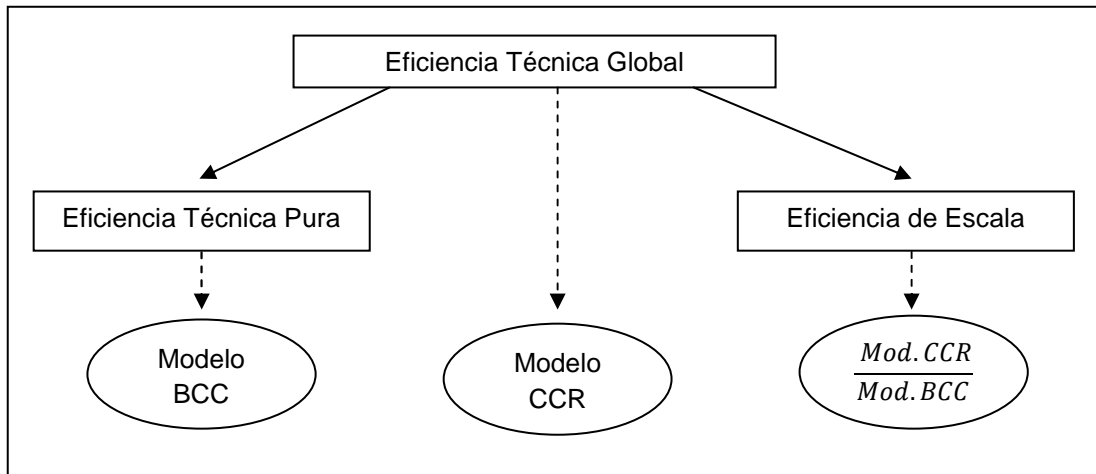 Eficiencia Técnica Global
Eficiencia Técnica Pura
Eficiencia de Escala
Modelo
BCC
Modelo
CCR
Mod.CCR
Mod.BCC